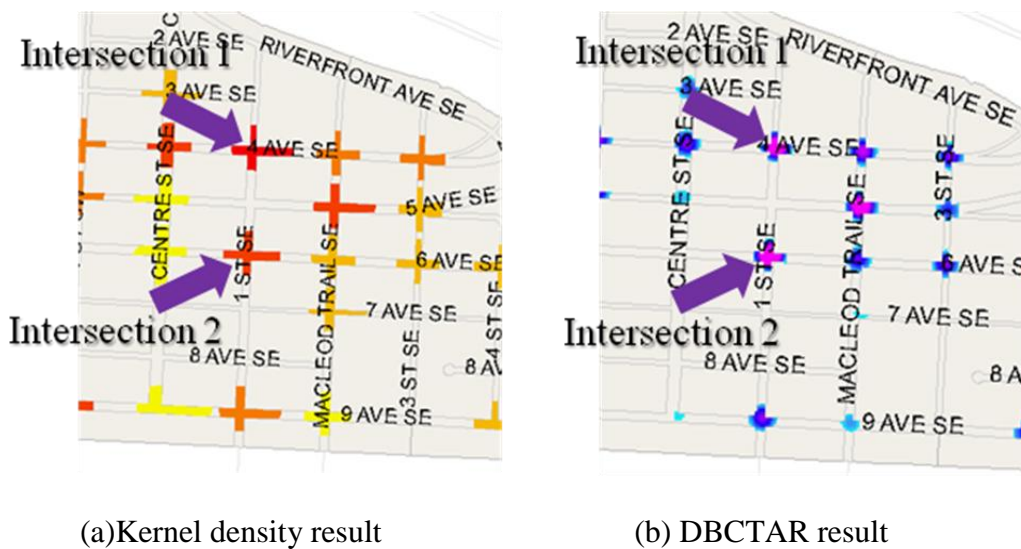 C
2 AVE SE
Intersection 1
RIVERFRONT AVE SE
3 AVE SE
4 AVE SE
CENTRE ST SE
5 AVE SE
1 ST SE
6 AVE SE
MACLEOD TRAIL SE
7 AVE SE
Intersection 2
8 AVE SE
3 ST SE
4 ST SE
8 A
9 AVE SE
2 AVE SE
Intersection 1
RIVERFRONT AVE SE
3 AVE SE
4 AVE SE
CENTRE ST SE
3 ST SE
1 ST SE
6 AVE S
MACLEOD TRAIL SE
7 AVE SE
Intersection 2
8 AVE SE
8 A
9 AVE SE
(a)Kernel density result
(b) DBCTAR result